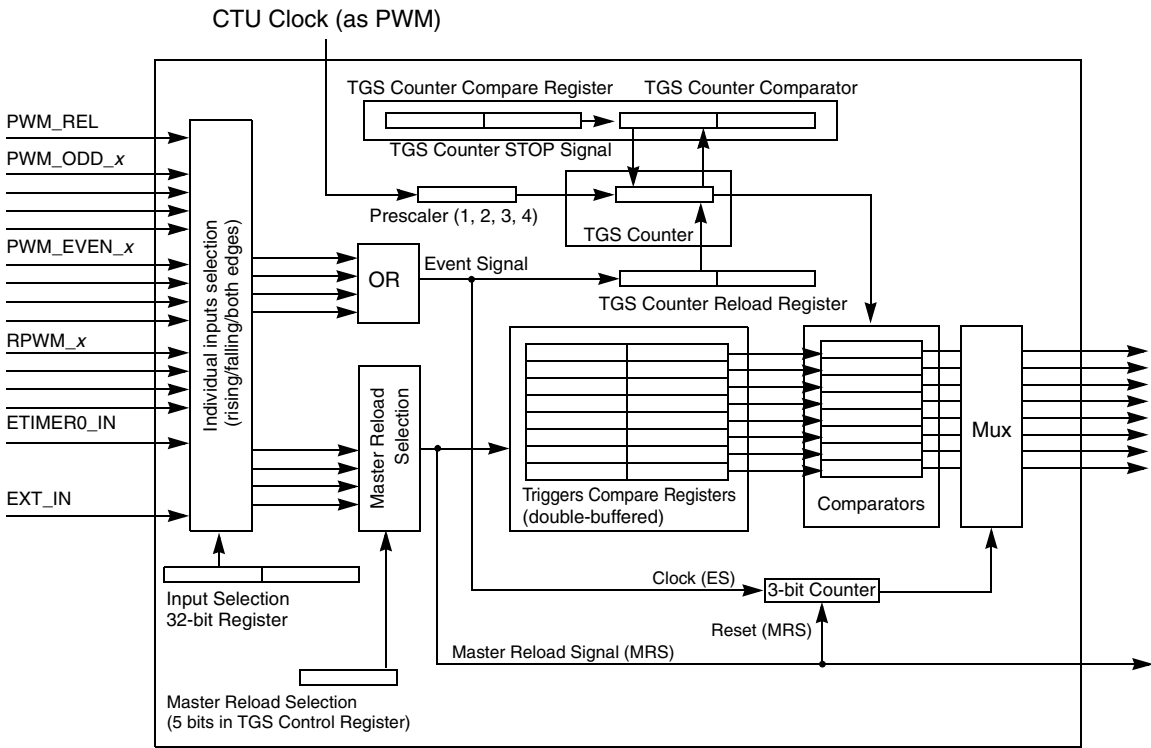 CTU Clock (as PWM)
TGS Counter Compare Register
TGS Counter Comparator
PWM_REL
TGS Counter STOP Signal
PWM_ODD_x
Prescaler (1, 2, 3, 4)
TGS Counter
PWM_EVEN_x
Individual inputs selection
(rising/falling/both edges)
OR
Event Signal
TGS Counter Reload Register
RPWM_x
ETIMER0_IN
EXT_IN
Master Reload
Selection
Triggers Compare Registers
(double-buffered)
Comparators
Mux
Clock (ES)
3-bit Counter
Input Selection
32-bit Register
Reset (MRS)
Master Reload Signal (MRS)
Master Reload Selection
(5 bits in TGS Control Register)